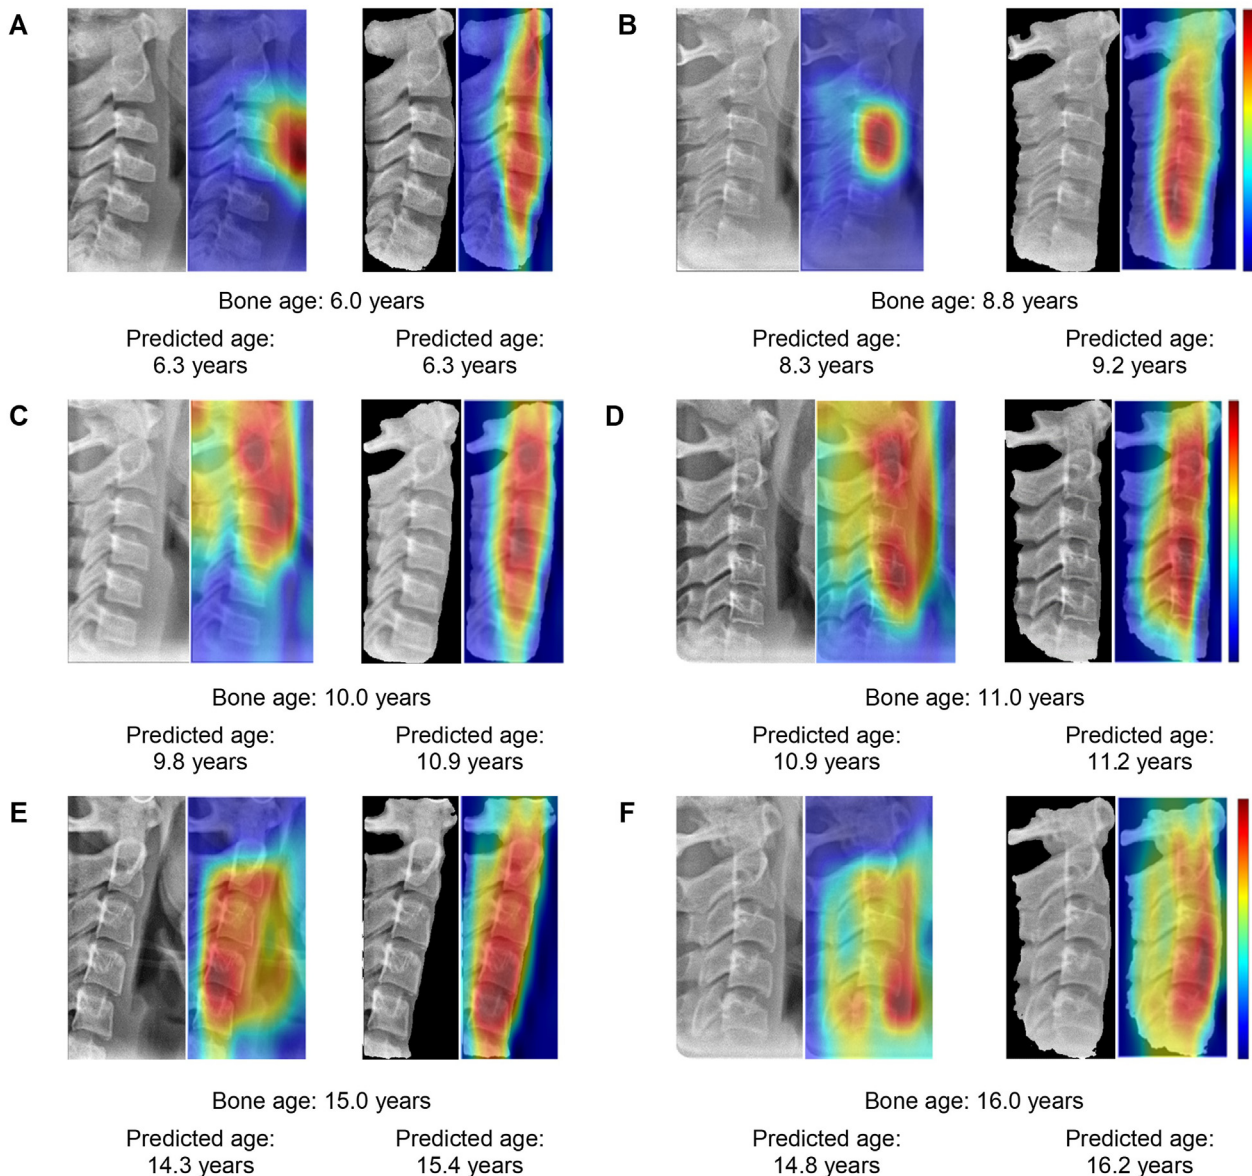 A
B
Bone age: 6.0 years
Bone age: 8.8 years
Predicted age:
6.3 years
Predicted age:
6.3 years
Predicted age:
8.3 years
Predicted age:
9.2 years
C
D
Bone age: 10.0 years
Bone age: 11.0 years
Predicted age:
9.8 years
Predicted age:
10.9 years
Predicted age:
10.9 years
Predicted age:
11.2 years
E
F
Bone age: 15.0 years
Bone age: 16.0 years
Predicted age:
14.3 years
Predicted age:
15.4 years
Predicted age:
14.8 years
Predicted age:
16.2 years